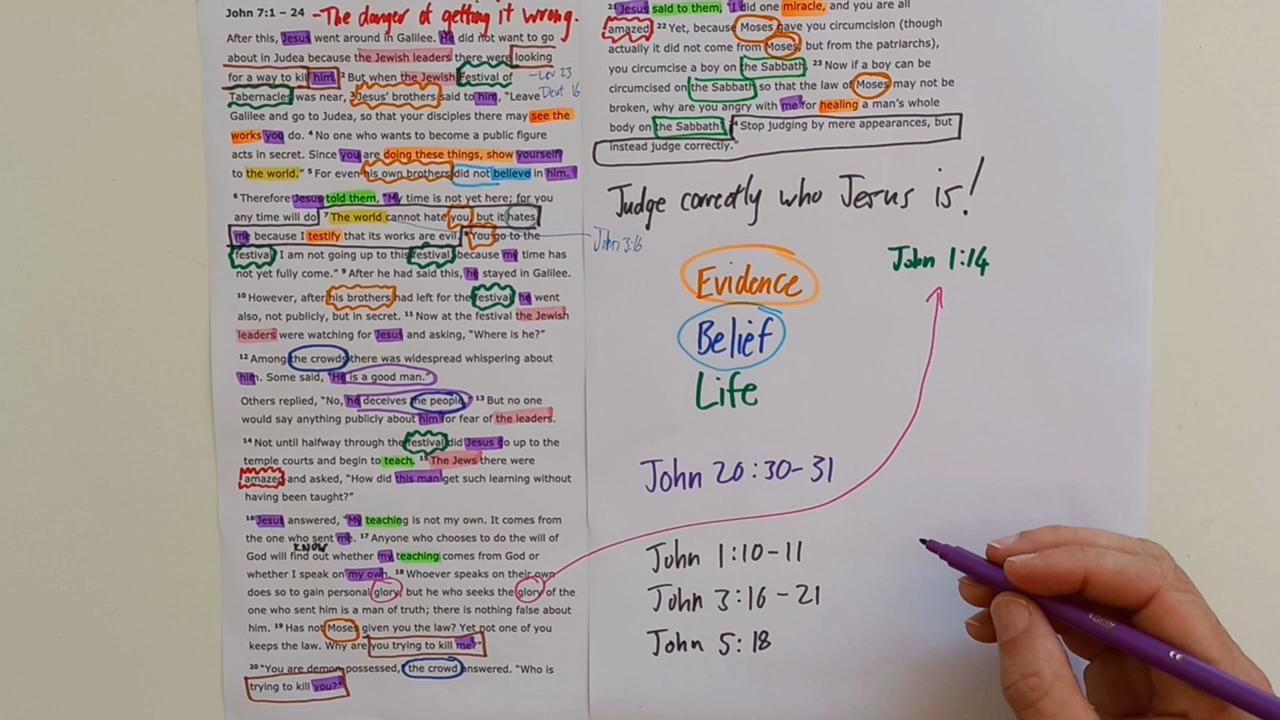 John 7:1 – 24 -The danger of getting it wrong.
After this, Jesus went around in Galilee. He did not want to go
about in Judea because the Jewish leaders there were looking
for a way to kill him. 2 But when the Jewish Festival of
Tabernacles was near, 3 Jesus' brothers said to him, "Leave
Galilee and go to Judea, so that your disciples there may see the
works you do. 4 No one who wants to become a public figure
acts in secret. Since you are doing these things, show yourself
to the world." 5 For even his own brothers did not believe in him.
6 Therefore Jesus told them, "My time is not yet here; for you
any time will do. 7 The world cannot hate you, but it hates
me because I testify that its works are evil. 8 You go to the
festival. I am not going up to this festival, because my time has
not yet fully come." 9 After he had said this, he stayed in Galilee.
10 However, after his brothers had left for the festival, he went
also, not publicly, but in secret. 11 Now at the festival the Jewish
leaders were watching for Jesus and asking, "Where is he?"
12 Among the crowds there was widespread whispering about
him. Some said, "He is a good man."
Others replied, "No, he deceives the people." 13 But no one
would say anything publicly about him for fear of the leaders.
14 Not until halfway through the festival did Jesus go up to the
temple courts and begin to teach. 15 The Jews there were
amazed and asked, "How did this man get such learning without
having been taught?"
16 Jesus answered, "My teaching is not my own. It comes from
the one who sent me. 17 Anyone who chooses to do the will of
KNOW
God will find out whether my teaching comes from God or
whether I speak on my own. 18 Whoever speaks on their own
does so to gain personal glory, but he who seeks the glory of the
one who sent him is a man of truth; there is nothing false about
him. 19 Has not Moses given you the law? Yet not one of you
keeps the law. Why are you trying to kill me?"
20 "You are demon-possessed," the crowd answered. "Who is
trying to kill you?"
-Lev 23
Deut 16
John 3:16
21 Jesus said to them, "I did one miracle, and you are all
amazed. 22 Yet, because Moses gave you circumcision (though
actually it did not come from Moses, but from the patriarchs),
you circumcise a boy on the Sabbath. 23 Now if a boy can be
circumcised on the Sabbath so that the law of Moses may not be
broken, why are you angry with me for healing a man's whole
body on the Sabbath? 24 Stop judging by mere appearances, but
instead judge correctly."
Judge correctly who Jesus is!
John 1:14
Evidence
Belief
Life
John 20:30-31
John 1:10-11
John 3:16-21
John 5:18